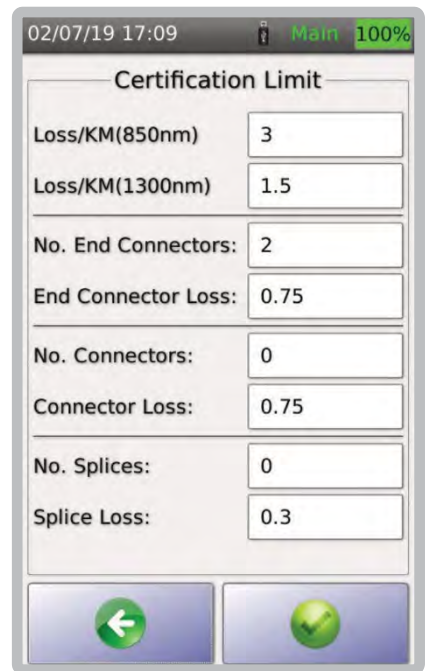 02/07/19 17:09 Main 100%
Certification Limit
Loss/KM(850nm) 3
Loss/KM(1300nm) 1.5
No. End Connectors: 2
End Connector Loss: 0.75
No. Connectors: 0
Connector Loss: 0.75
No. Splices: 0
Splice Loss: 0.3